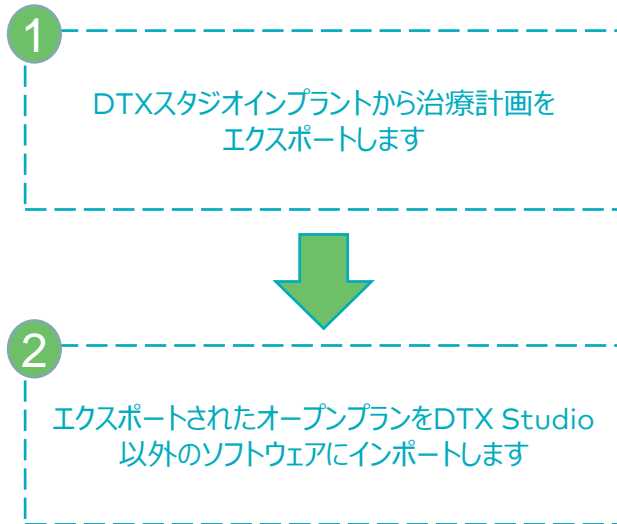 1
DTXスタジオインプラントから治療計画を
エクスポートします
2
エクスポートされたオープンプランをDTX Studio
以外のソフトウェアにインポートします